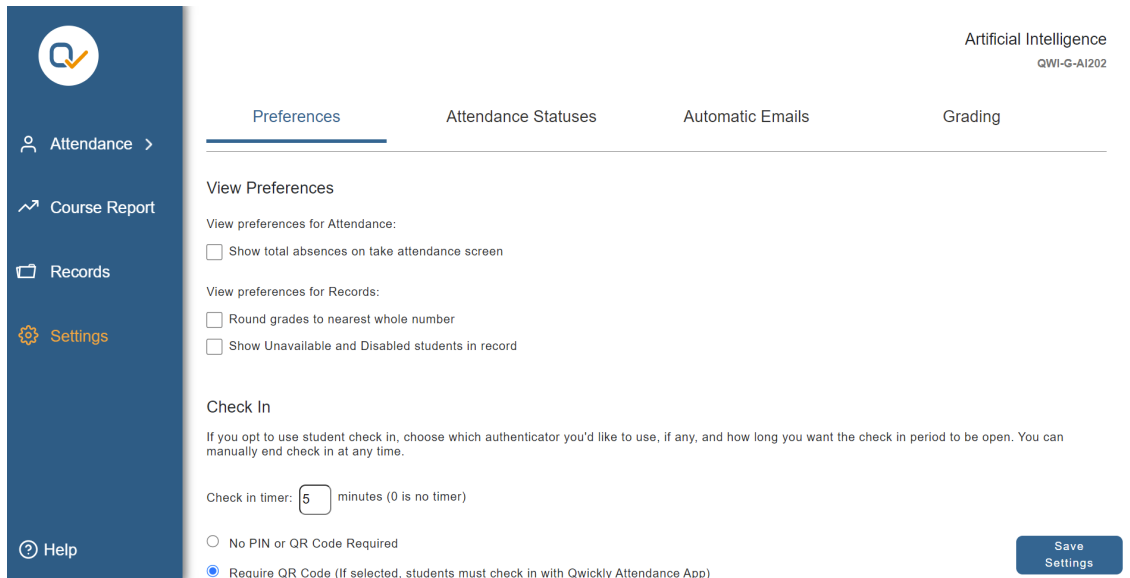 Artificial Intelligence
QWI-G-AI202
Preferences
Attendance Statuses
Automatic Emails
Grading
Attendance
Course Report
Records
Settings
Help
View Preferences
View preferences for Attendance:
Show total absences on take attendance screen
View preferences for Records:
Round grades to nearest whole number
Show Unavailable and Disabled students in record
Check In
If you opt to use student check in, choose which authenticator you'd like to use, if any, and how long you want the check in period to be open. You can
manually end check in at any time.
Check in timer: 5 minutes (0 is no timer)
No PIN or QR Code Required
Require QR Code (If selected, students must check in with Qwickly Attendance App)
Save
Settings